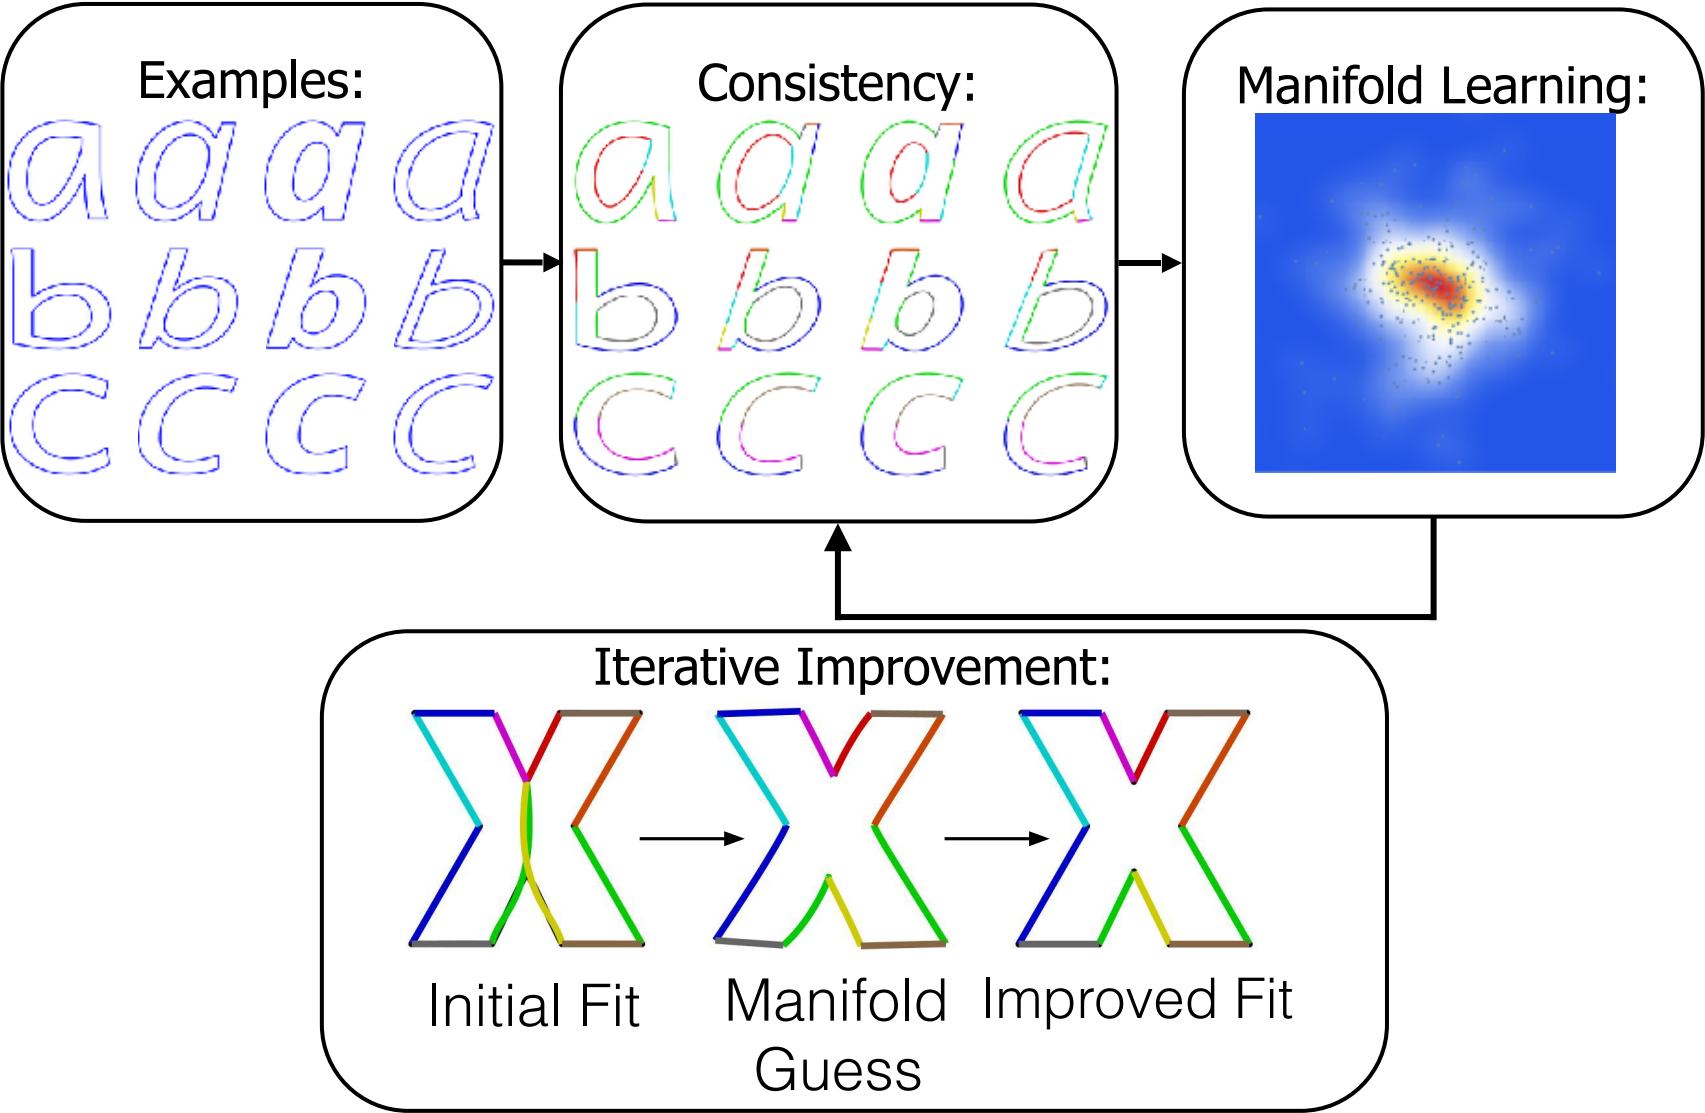 Examples:
a a a a
b b b b
c c c c
Consistency:
a a a a
b b b b
c c c c
Manifold Learning:
Iterative Improvement:
X X X
Initial Fit
Manifold
Guess
Improved Fit